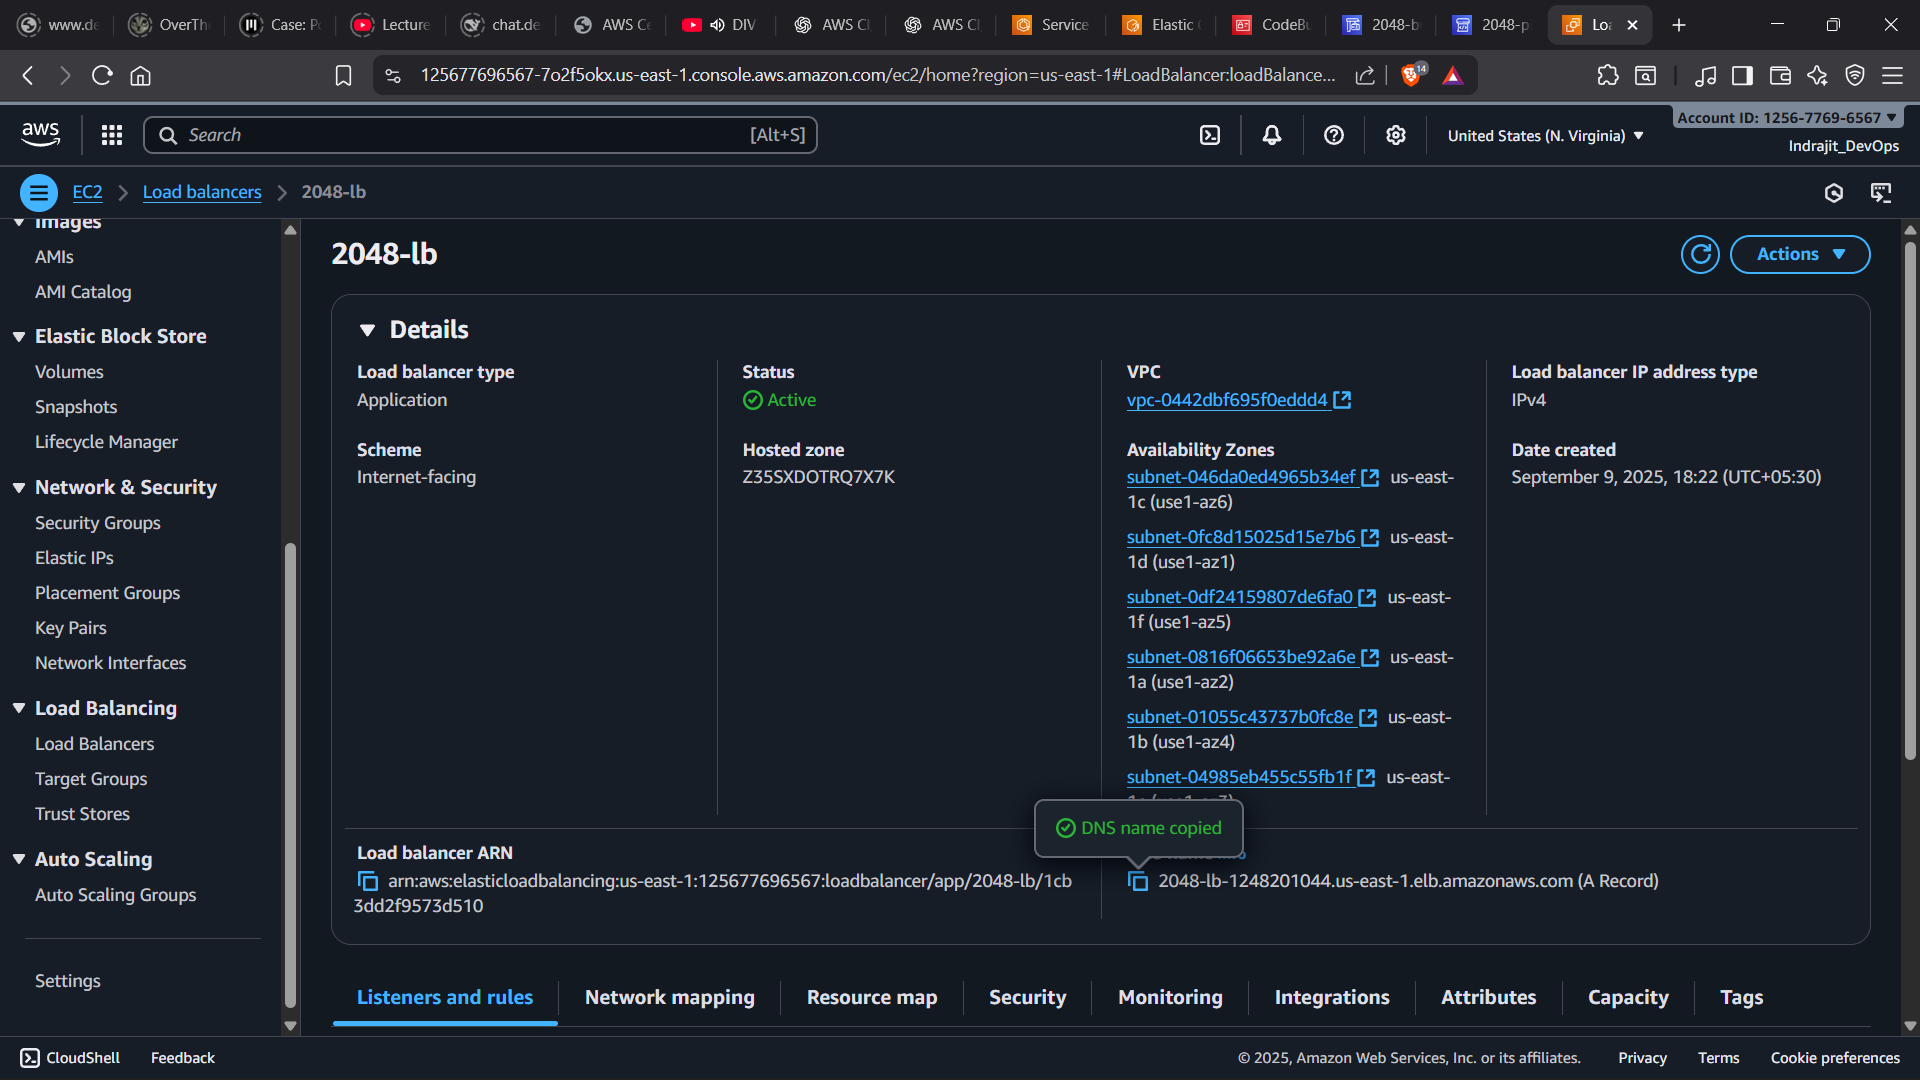 www.de
OverTh
Case: P
Lecture
chat.de
AWS Ce
DIV
AWS Cl
AWS Cl
Service
Elastic
CodeBu
2048-b
2048-p
Loa
125677696567-7o2f5okx.us-east-1.console.aws.amazon.com/ec2/home?region=us-east-1#LoadBalancer:loadBalance...
14
aws
Search
[Alt+S]
United States (N. Virginia)
Account ID: 1256-7769-6567
Indrajit_DevOps
EC2
Load balancers
2048-lb
Images
AMIs
AMI Catalog
Elastic Block Store
Volumes
Snapshots
Lifecycle Manager
Network & Security
Security Groups
Elastic IPs
Placement Groups
Key Pairs
Network Interfaces
Load Balancing
Load Balancers
Target Groups
Trust Stores
Auto Scaling
Auto Scaling Groups
Settings
2048-lb
Actions
Details
Load balancer type
Application
Scheme
Internet-facing
Status
Active
Hosted zone
Z35SXDOTRQ7X7K
VPC
vpc-0442dbf695f0eddd4
Availability Zones
subnet-046da0ed4965b34ef us-east-
1c (use1-az6)
subnet-0fc8d15025d15e7b6 us-east-
1d (use1-az1)
subnet-0df24159807de6fa0 us-east-
1f (use1-az5)
subnet-0816f06653be92a6e us-east-
1a (use1-az2)
subnet-01055c43737b0fc8e us-east-
1b (use1-az4)
subnet-04985eb455c55fb1f us-east-
Load balancer IP address type
IPv4
Date created
September 9, 2025, 18:22 (UTC+05:30)
DNS name copied
Load balancer ARN
arn:aws:elasticloadbalancing:us-east-1:125677696567:loadbalancer/app/2048-lb/1cb
3dd2f9573d510
2048-lb-1248201044.us-east-1.elb.amazonaws.com (A Record)
Listeners and rules
Network mapping
Resource map
Security
Monitoring
Integrations
Attributes
Capacity
Tags
CloudShell
Feedback
© 2025, Amazon Web Services, Inc. or its affiliates.
Privacy
Terms
Cookie preferences